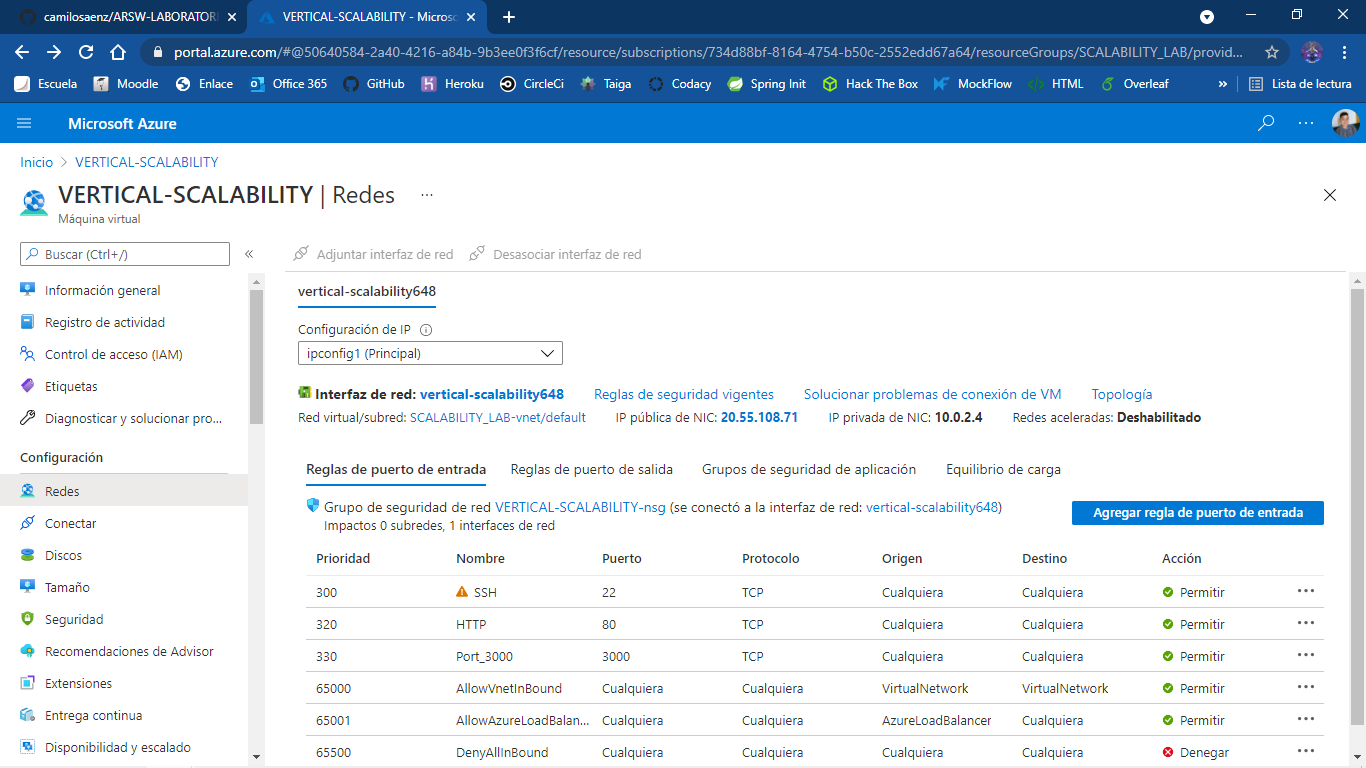 camilosaenz/ARSW-LABORATORI
VERTICAL-SCALABILITY - Microsc
portal.azure.com/#@50640584-2a40-4216-a84b-9b3ee0f3f6cf/resource/subscriptions/734d88bf-8164-4754-b50c-2552edd67a64/resourceGroups/SCALABILITY_LAB/provid...
Escuela Moodle Enlace Office 365 GitHub Heroku CircleCi Taiga Codacy Spring Init Hack The Box MockFlow HTML Overleaf » Lista de lectura
Microsoft Azure
Inicio > VERTICAL-SCALABILITY
VERTICAL-SCALABILITY | Redes ...
Máquina virtual
Buscar (Ctrl+/)
«
Información general
Registro de actividad
Control de acceso (IAM)
Etiquetas
Diagnosticar y solucionar pro...
Configuración
Redes
Conectar
Discos
Tamaño
Seguridad
Recomendaciones de Advisor
Extensiones
Entrega continua
Disponibilidad y escalado
Adjuntar interfaz de red Desasociar interfaz de red
vertical-scalability648
Configuración de IP
ipconfig1 (Principal)
Interfaz de red: vertical-scalability648 Reglas de seguridad vigentes Solucionar problemas de conexión de VM Topología
Red virtual/subred: SCALABILITY_LAB-vnet/default IP pública de NIC: 20.55.108.71 IP privada de NIC: 10.0.2.4 Redes aceleradas: Deshabilitado
Reglas de puerto de entrada Reglas de puerto de salida Grupos de seguridad de aplicación Equilibrio de carga
Grupo de seguridad de red VERTICAL-SCALABILITY-nsg (se conectó a la interfaz de red: vertical-scalability648)
Impactos 0 subredes, 1 interfaces de red
Agregar regla de puerto de entrada
Prioridad Nombre Puerto Protocolo Origen Destino Acción
300 SSH 22 TCP Cualquiera Cualquiera Permitir ...
320 HTTP 80 TCP Cualquiera Cualquiera Permitir ...
330 Port_3000 3000 TCP Cualquiera Cualquiera Permitir ...
65000 AllowVnetInBound Cualquiera Cualquiera VirtualNetwork VirtualNetwork Permitir ...
65001 AllowAzureLoadBalan... Cualquiera Cualquiera AzureLoadBalancer Cualquiera Permitir ...
65500 DenyAllInBound Cualquiera Cualquiera Cualquiera Cualquiera Denegar ...